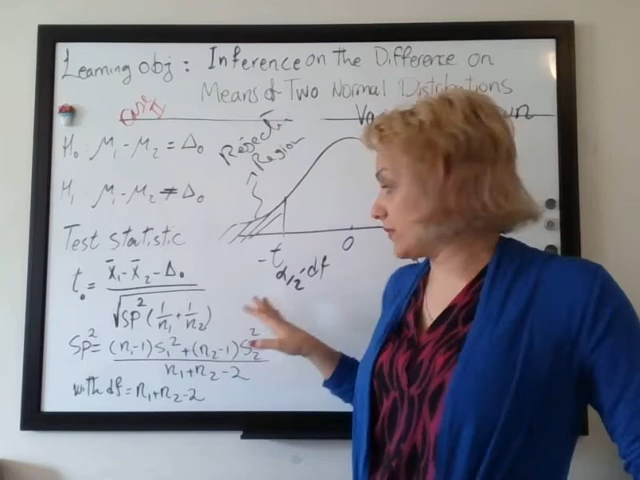 Learning obj: Inference on the Difference on
Means of Two Normal Distributions
Case II
H₀: μ₁ - μ₂ = Δ₀
H₁: μ₁ - μ₂ ≠ Δ₀
Test statistic
t₀ = (x̄₁ - x̄₂ - Δ₀) / √(SP² (1/n₁ + 1/n₂))
SP² = ((n₁-1)S₁² + (n₂-1)S₂²) / (n₁+n₂-2)
with df = n₁+n₂-2
Rejection
Region
-t α/2, df
0